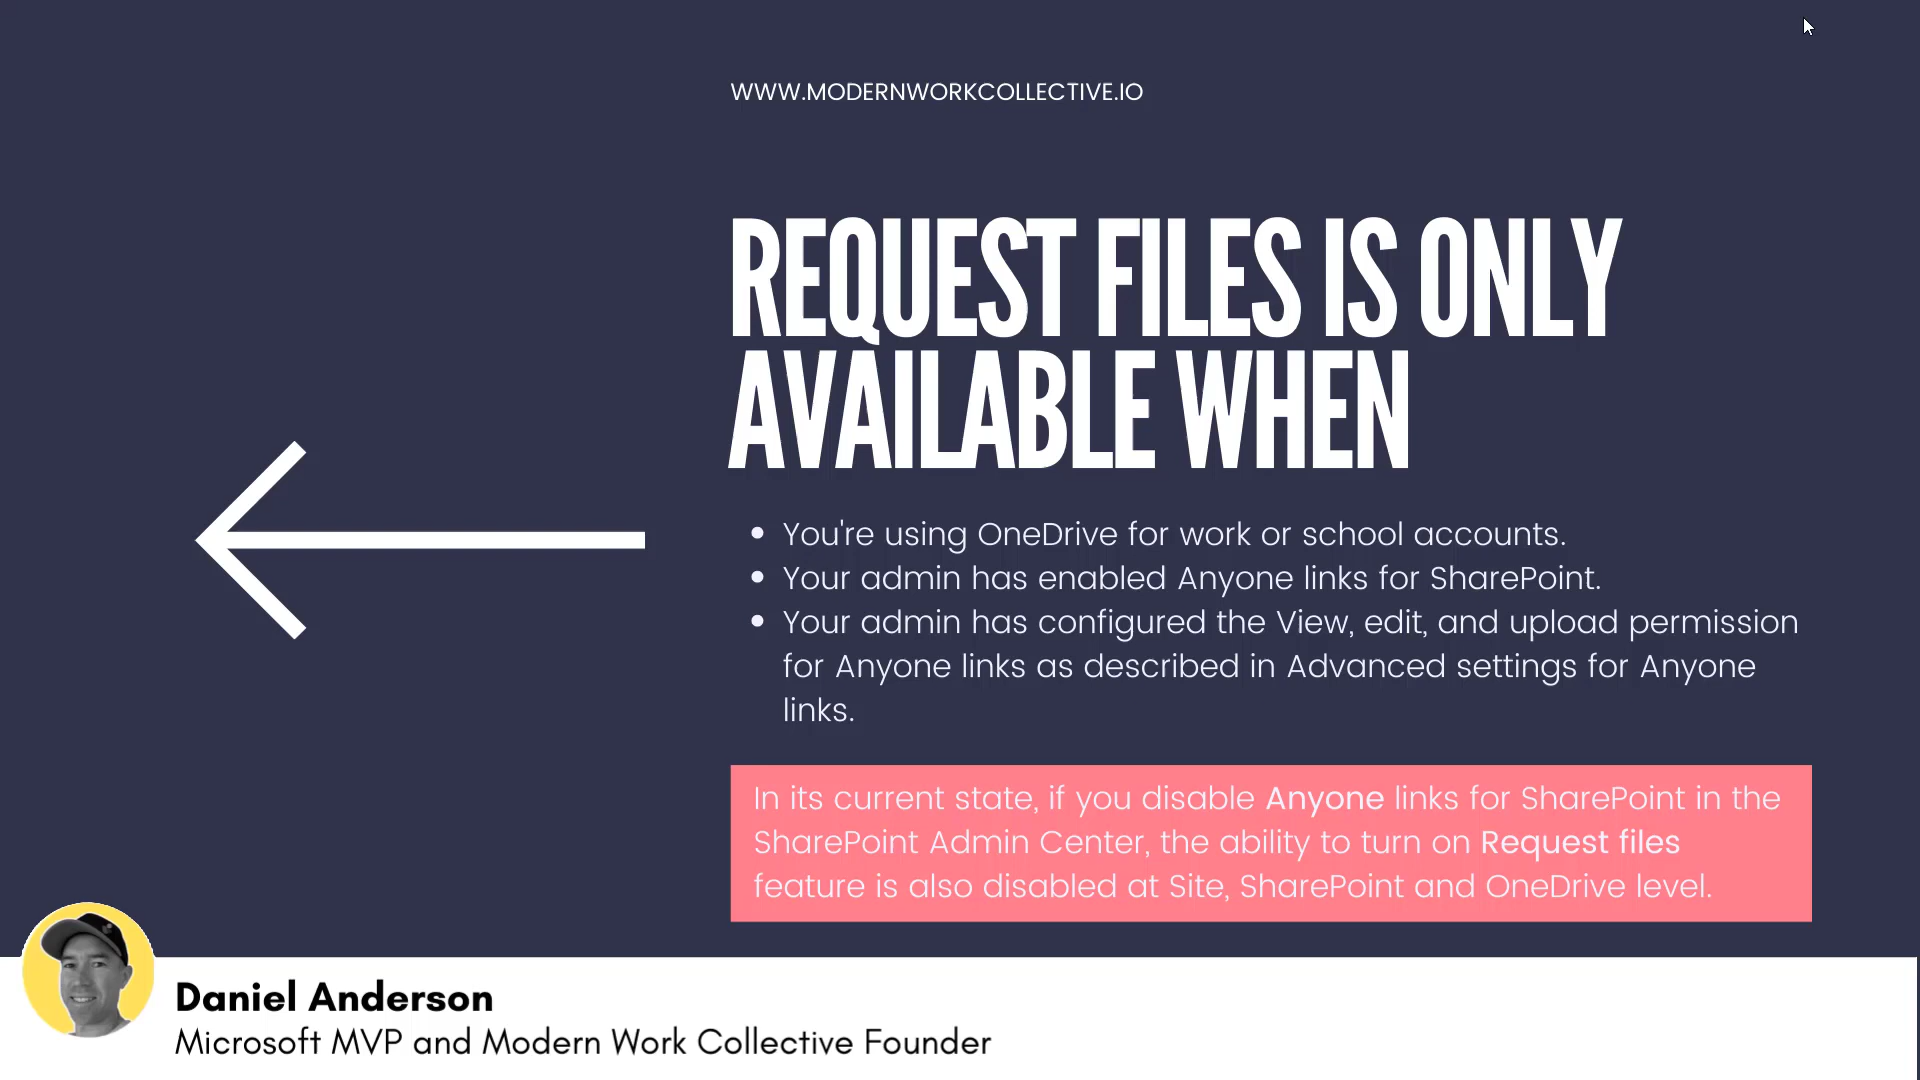 WWW.MODERNWORKCOLLECTIVE.IO
REQUEST FILES IS ONLY
AVAILABLE WHEN
• You're using OneDrive for work or school accounts.
• Your admin has enabled Anyone links for SharePoint.
• Your admin has configured the View, edit, and upload permission
for Anyone links as described in Advanced settings for Anyone
links.
In its current state, if you disable Anyone links for SharePoint in the
SharePoint Admin Center, the ability to turn on Request files
feature is also disabled at Site, SharePoint and OneDrive level.
Daniel Anderson
Microsoft MVP and Modern Work Collective Founder